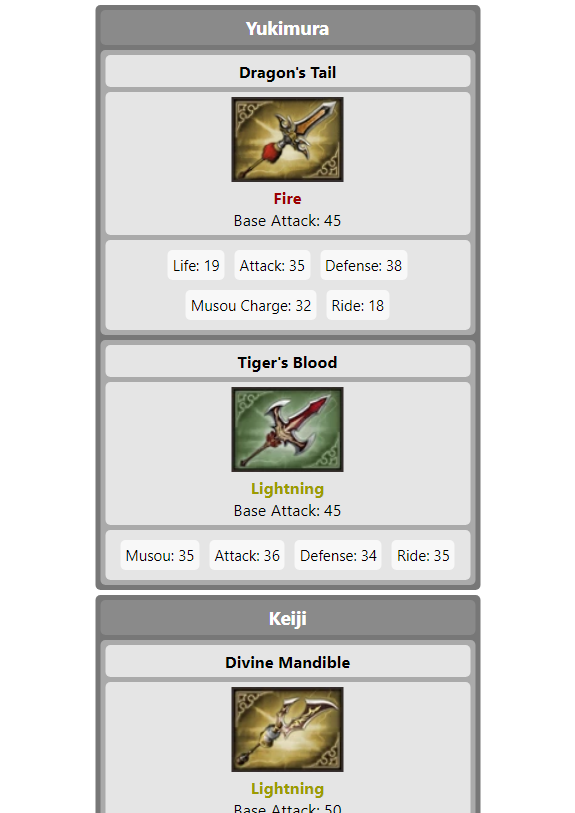 Yukimura
Dragon's Tail
Fire
Base Attack: 45
Life: 19 Attack: 35 Defense: 38
Musou Charge: 32 Ride: 18
Tiger's Blood
Lightning
Base Attack: 45
Musou: 35 Attack: 36 Defense: 34 Ride: 35
Keiji
Divine Mandible
Lightning
Base Attack: 50